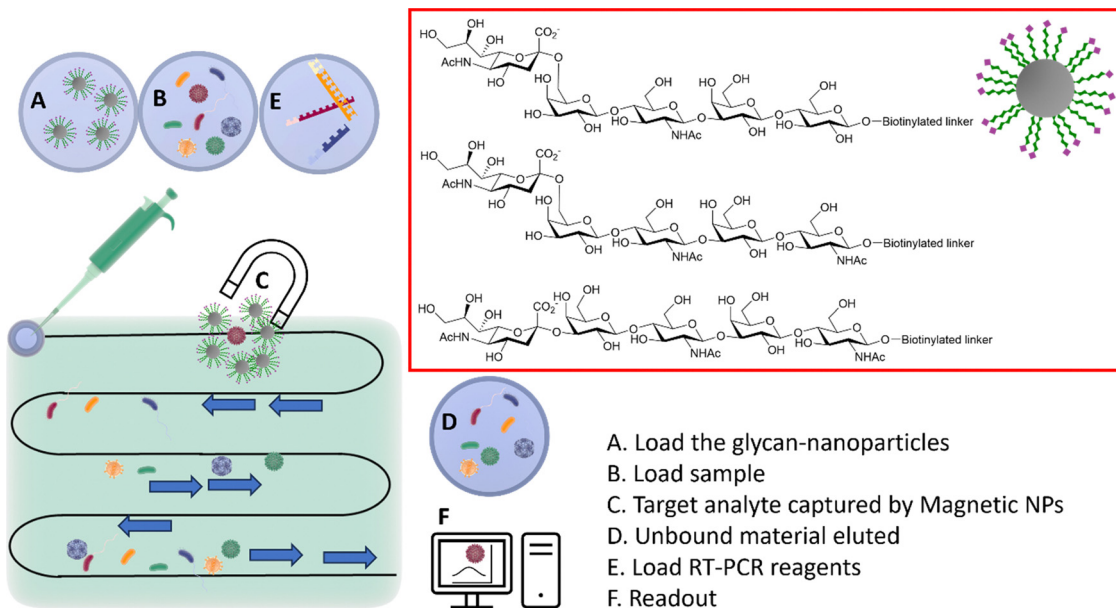 A
B
E
C
D
F
OH
OH
CO2-
HO
AcHN
HO
OH
OH
O
O
HO
OH
OH
HO
NHAc
OH
OH
HO
OH
O—Biotinylated linker
OH
OH
CO2-
HO
AcHN
HO
OH
OH
O
O
HO
OH
OH
HO
NHAc
OH
OH
HO
NHAc
O—Biotinylated linker
OH
OH
CO2-
HO
AcHN
HO
OH
OH
O
OH
OH
HO
NHAc
OH
OH
HO
NHAc
O—Biotinylated linker
A. Load the glycan-nanoparticles
B. Load sample
C. Target analyte captured by Magnetic NPs
D. Unbound material eluted
E. Load RT-PCR reagents
F. Readout